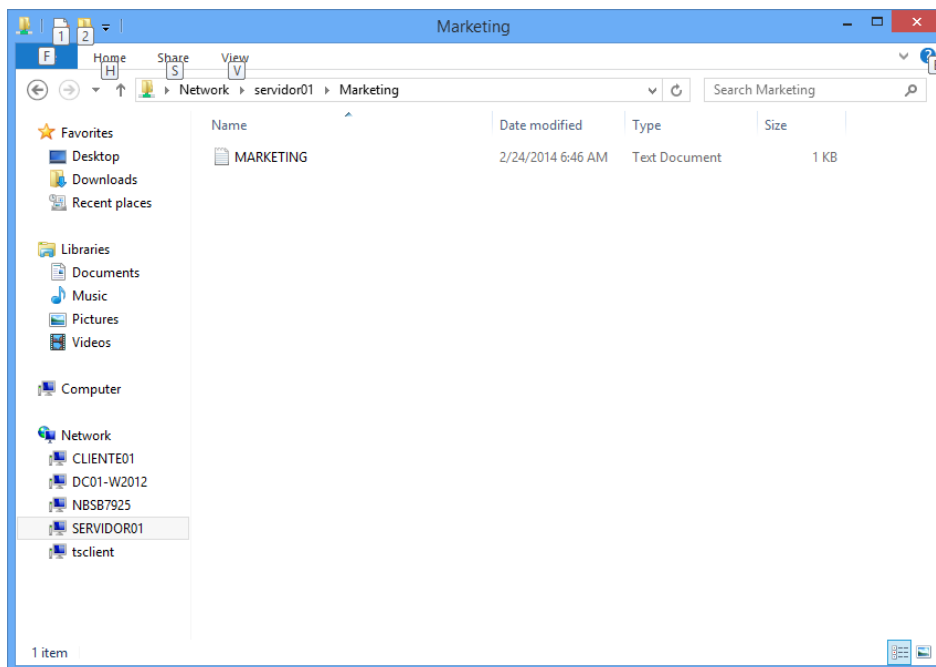 Marketing
1 2
F Home Share View
H S V
Network servidor01 Marketing Search Marketing
Name Date modified Type Size
MARKETING 2/24/2014 6:46 AM Text Document 1 KB
Favorites
Desktop
Downloads
Recent places
Libraries
Documents
Music
Pictures
Videos
Computer
Network
CLIENTE01
DC01-W2012
NBSB7925
SERVIDOR01
tsclient
1 item